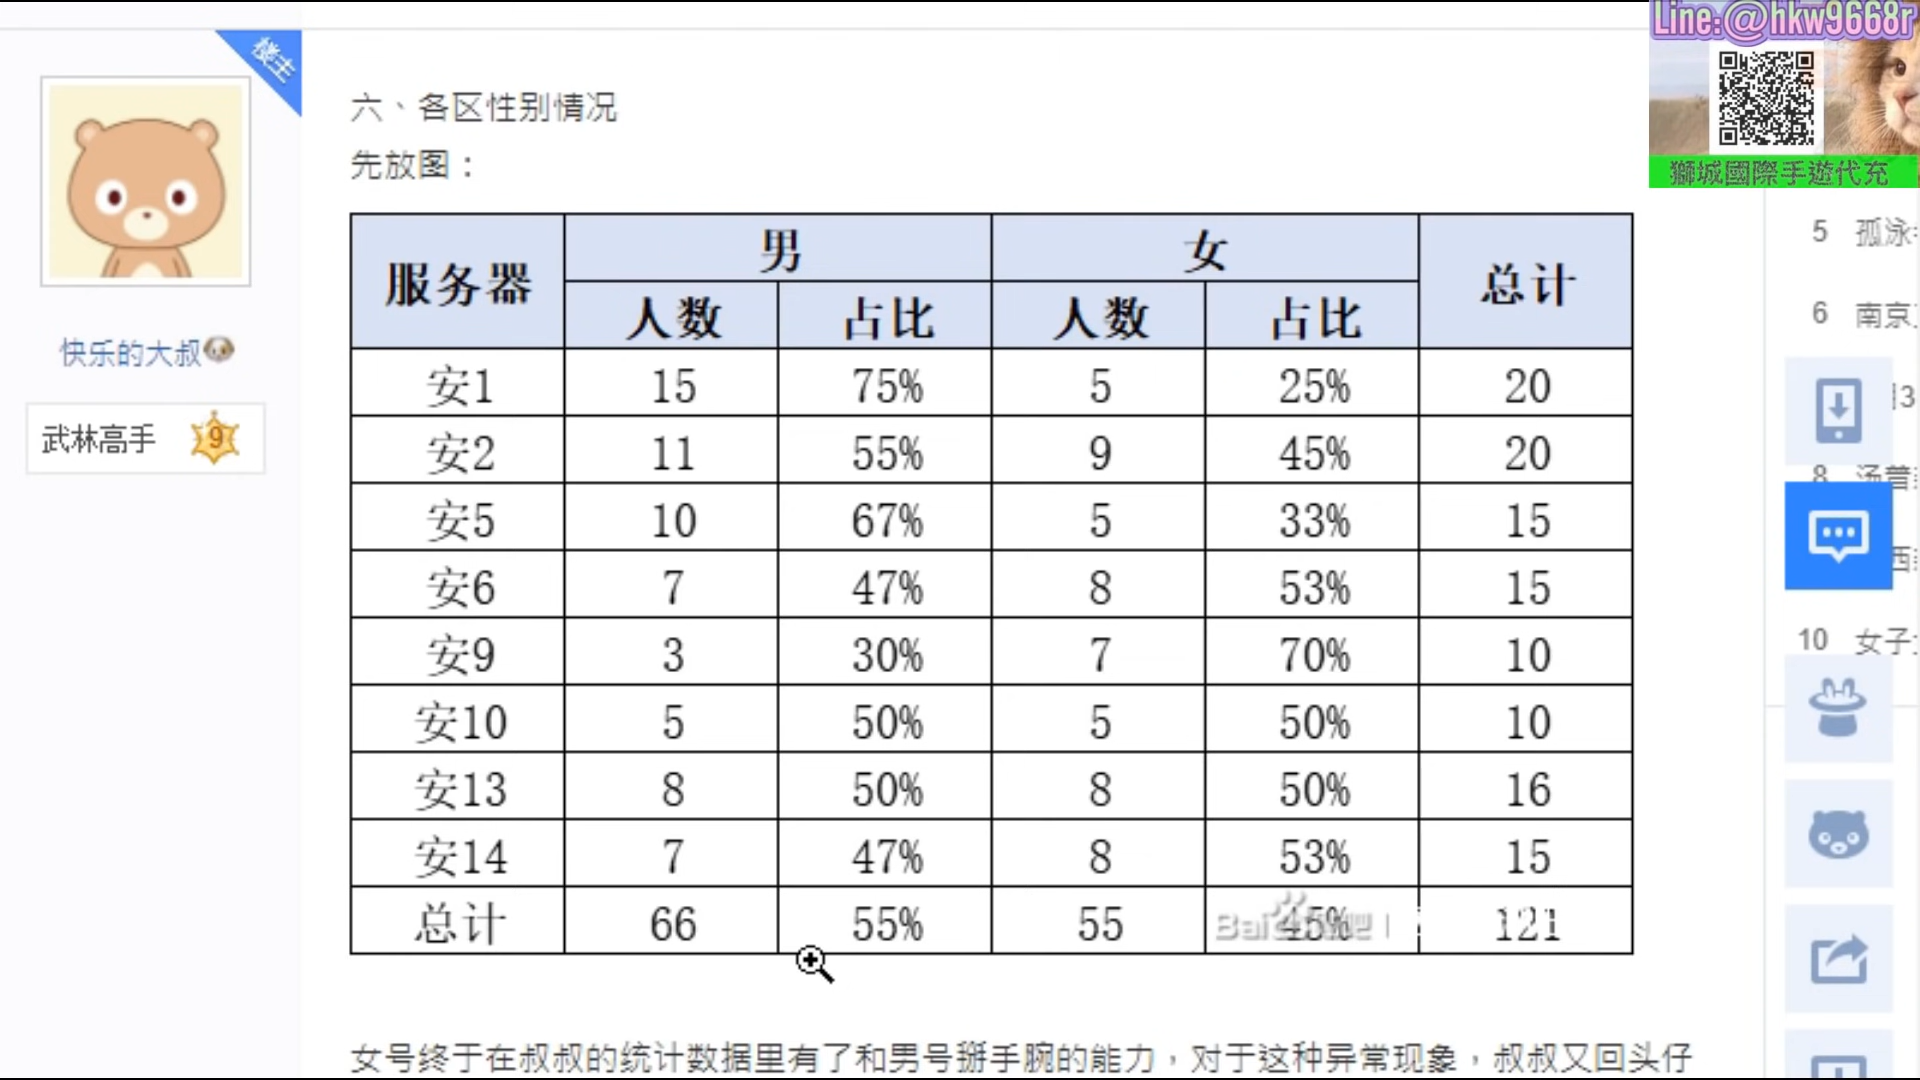 Line:@hkw9668r
獅城國際手遊代充
楼主
快乐的大叔
武林高手 9
六、各区性别情况
先放图：
服务器 男 女 总计
人数 占比 人数 占比
安1 15 75% 5 25% 20
安2 11 55% 9 45% 20
安5 10 67% 5 33% 15
安6 7 47% 8 53% 15
安9 3 30% 7 70% 10
安10 5 50% 5 50% 10
安13 8 50% 8 50% 16
安14 7 47% 8 53% 15
总计 66 55% 55 45% 121
女号终于在叔叔的统计数据里有了和男号掰手腕的能力，对于这种异常现象，叔叔又回头仔
5 孤泳
6 南京
3
8 汤普
西
10 女子